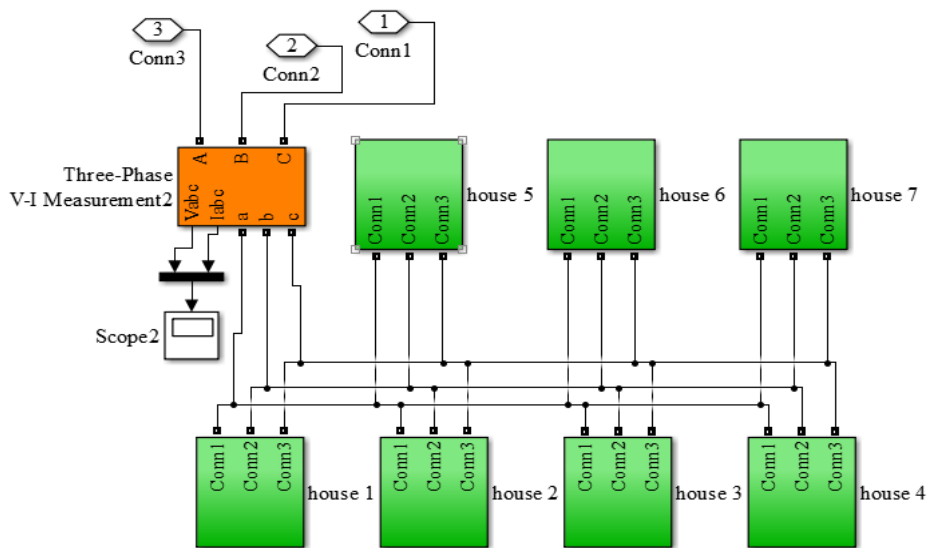 3
Conn3
2
Conn2
1
Conn1
Three-Phase
V-I Measurement2
A
B
C
Vabc
Iabc
a
b
c
Scope2
Conn1
Conn2
Conn3
house 5
Conn1
Conn2
Conn3
house 6
Conn1
Conn2
Conn3
house 7
Conn1
Conn2
Conn3
house 1
Conn1
Conn2
Conn3
house 2
Conn1
Conn2
Conn3
house 3
Conn1
Conn2
Conn3
house 4